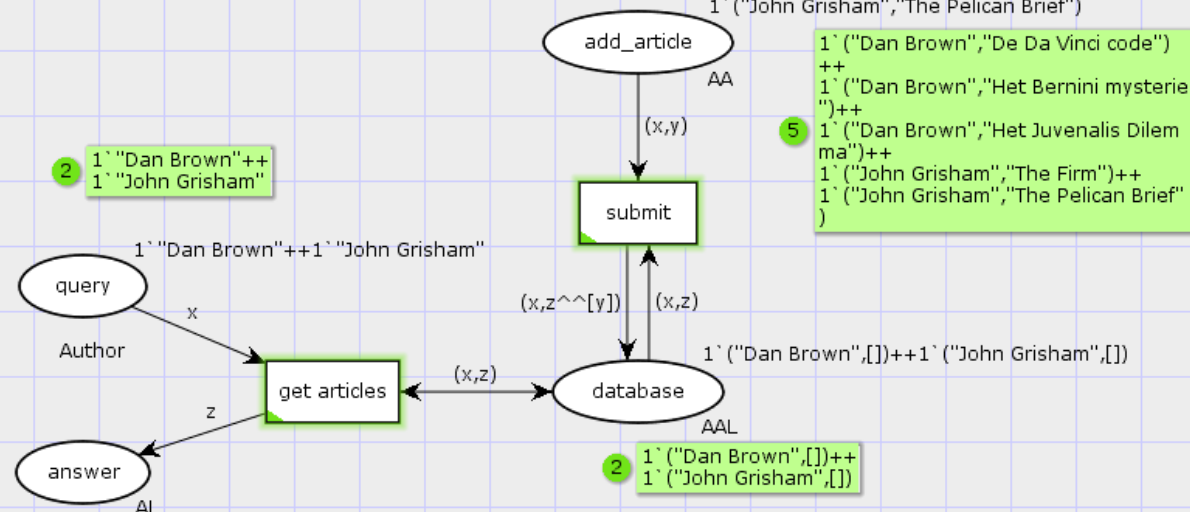 1`("John Grisham","The Pelican Brief")
add_article
AA
1`("Dan Brown","De Da Vinci code")
++
1`("Dan Brown","Het Bernini mysterie
")++
1`("Dan Brown","Het Juvenalis Dilem
ma")++
1`("John Grisham","The Firm")++
1`("John Grisham","The Pelican Brief"
)
5
(x,y)
2
1`"Dan Brown"++
1`"John Grisham"
submit
1`"Dan Brown"++1`"John Grisham"
query
x
Author
(x,z^^[y])
(x,z)
1`("Dan Brown",[])++1`("John Grisham",[])
get articles
(x,z)
database
z
AAL
answer
2
1`("Dan Brown",[])++
1`("John Grisham",[])
AL